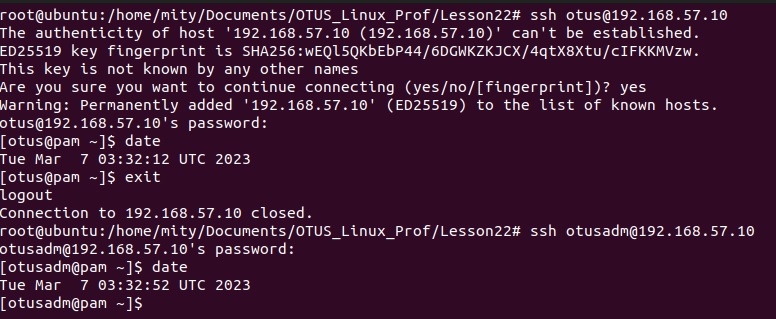 root@ubuntu:/home/mity/Documents/OTUS_Linux_Prof/Lesson22# ssh otus@192.168.57.10
The authenticity of host '192.168.57.10 (192.168.57.10)' can't be established.
ED25519 key fingerprint is SHA256:wEQl5QKbEbP44/6DGWKZKJCX/4qtX8Xtu/cIFKKMVzw.
This key is not known by any other names
Are you sure you want to continue connecting (yes/no/[fingerprint])? yes
Warning: Permanently added '192.168.57.10' (ED25519) to the list of known hosts.
otus@192.168.57.10's password:
[otus@pam ~]$ date
Tue Mar  7 03:32:12 UTC 2023
[otus@pam ~]$ exit
logout
Connection to 192.168.57.10 closed.
root@ubuntu:/home/mity/Documents/OTUS_Linux_Prof/Lesson22# ssh otusadm@192.168.57.10
otusadm@192.168.57.10's password:
[otusadm@pam ~]$ date
Tue Mar  7 03:32:52 UTC 2023
[otusadm@pam ~]$